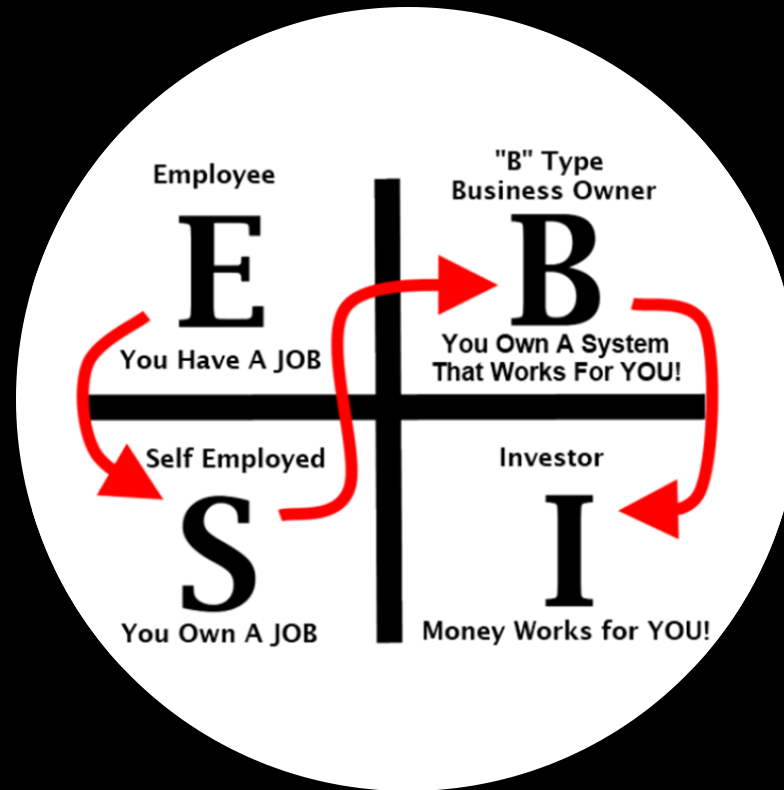 Employee
E
You Have A JOB
"B" Type
Business Owner
B
You Own A System
That Works For YOU!
Self Employed
S
You Own A JOB
Investor
I
Money Works for YOU!